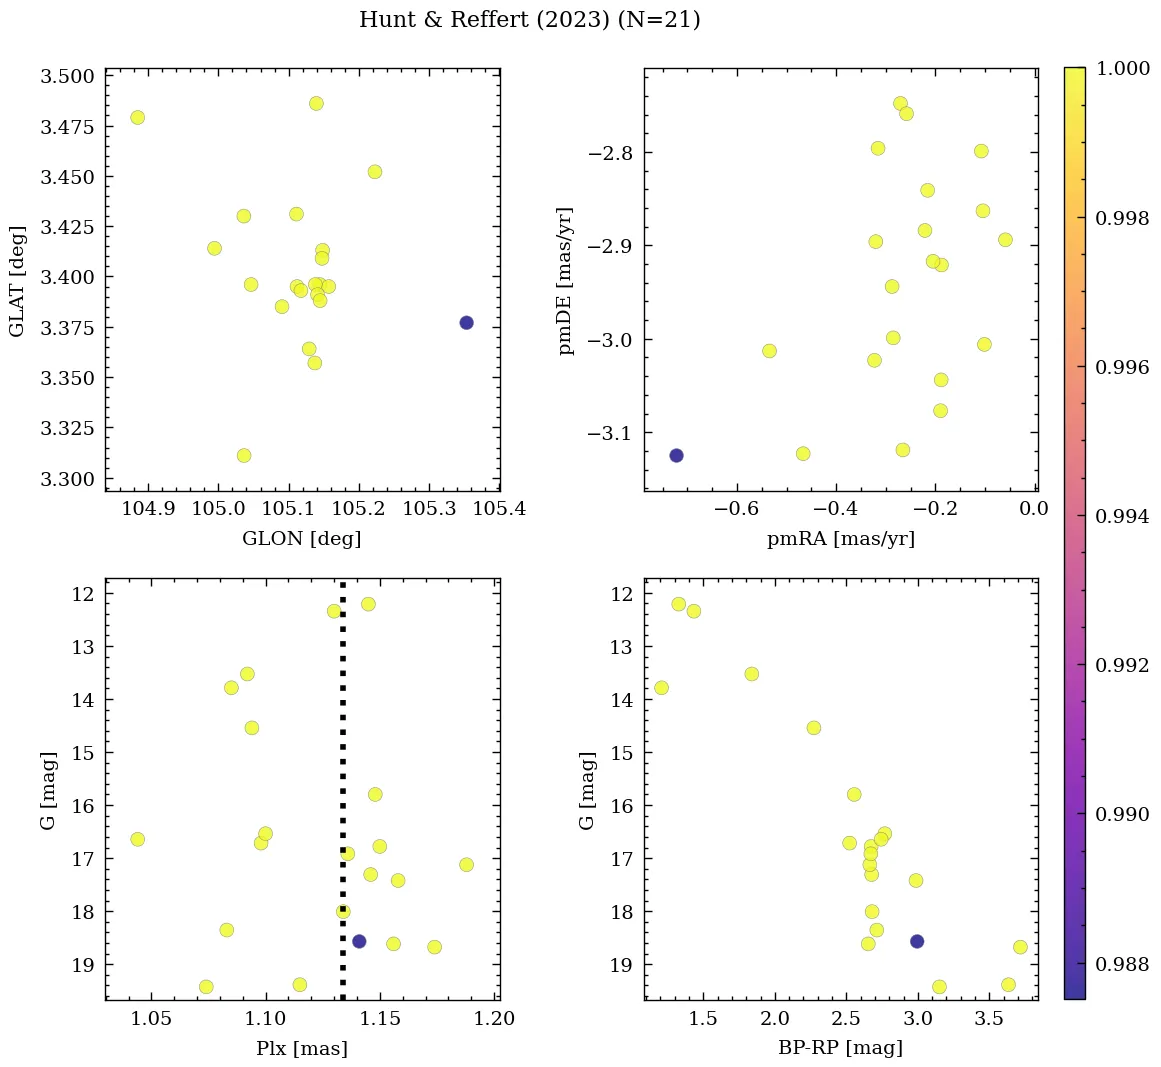 Hunt & Reffert (2023) (N=21)
3.500
3.475
3.450
3.425
3.400
3.375
3.350
3.325
3.300
GLAT [deg]
104.9 105.0 105.1 105.2 105.3 105.4
GLON [deg]
−2.8
−2.9
−3.0
−3.1
pmDE [mas/yr]
−0.6 −0.4 −0.2 0.0
pmRA [mas/yr]
12
13
14
15
16
17
18
19
G [mag]
1.05 1.10 1.15 1.20
Plx [mas]
12
13
14
15
16
17
18
19
G [mag]
1.5 2.0 2.5 3.0 3.5
BP-RP [mag]
1.000
0.998
0.996
0.994
0.992
0.990
0.988